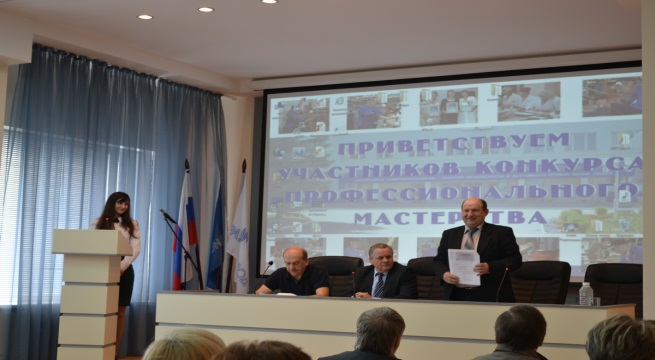 ПРИВЕТСТВУЕМ
УЧАСТНИКОВ КОНКУРСА
ПРОФЕССИОНАЛЬНОГО
МАСТЕРСТВА